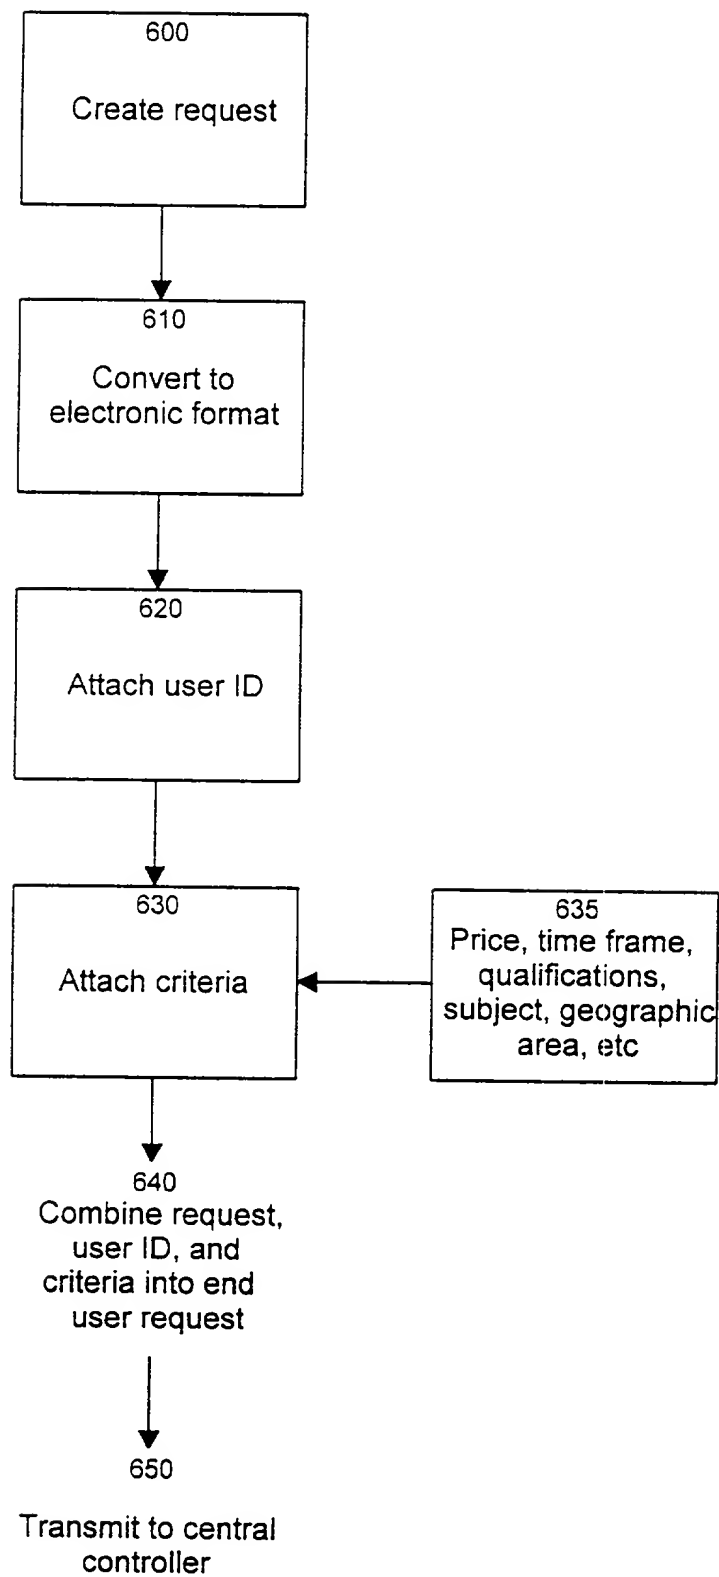 600
Create request
610
Convert to
electronic format
620
Attach user ID
630
Attach criteria
635
Price, time frame,
qualifications,
subject, geographic
area, etc
640
Combine request,
user ID, and
criteria into end
user request
650
Transmit to central
controller